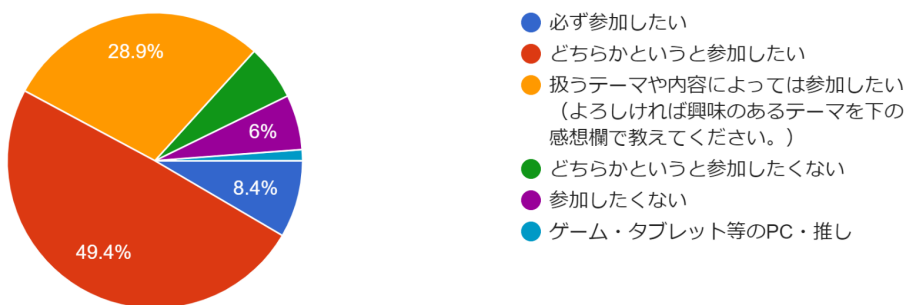 28.9%
6%
8.4%
49.4%
必ず参加したい
どちらかというと参加したい
扱うテーマや内容によっては参加したい
（よろしければ興味のあるテーマを下の
感想欄で教えてください。）
どちらかというと参加したくない
参加したくない
ゲーム・タブレット等のPC・推し